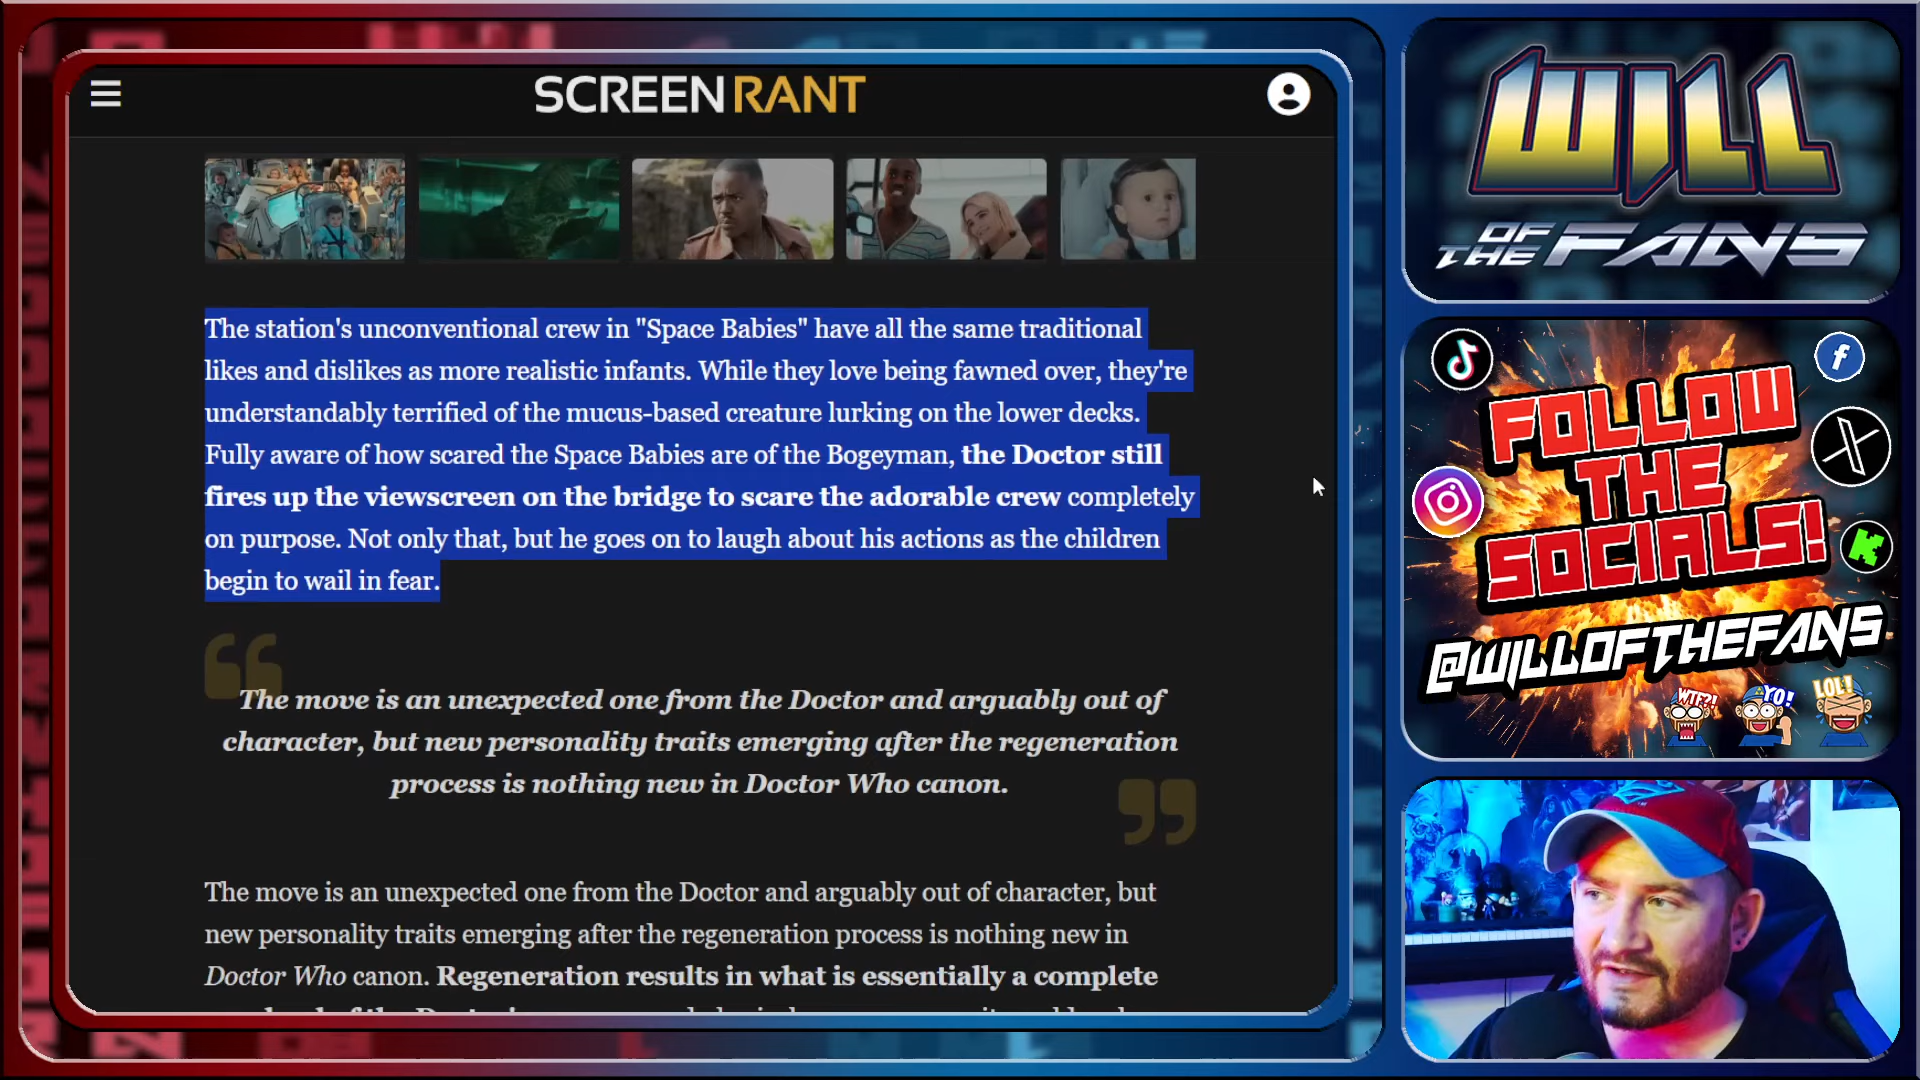 SCREENRANT
The station's unconventional crew in "Space Babies" have all the same traditional
likes and dislikes as more realistic infants. While they love being fawned over, they're
understandably terrified of the mucus-based creature lurking on the lower decks.
Fully aware of how scared the Space Babies are of the Bogeyman, the Doctor still
fires up the viewscreen on the bridge to scare the adorable crew completely
on purpose. Not only that, but he goes on to laugh about his actions as the children
begin to wail in fear.
The move is an unexpected one from the Doctor and arguably out of
character, but new personality traits emerging after the regeneration
process is nothing new in Doctor Who canon.
The move is an unexpected one from the Doctor and arguably out of character, but
new personality traits emerging after the regeneration process is nothing new in
Doctor Who canon. Regeneration results in what is essentially a complete
WILL
OF
THE FANS
FOLLOW
THE
SOCIALS!
@WILLOFTHEFANS
WTF?!
YO!
LOL!